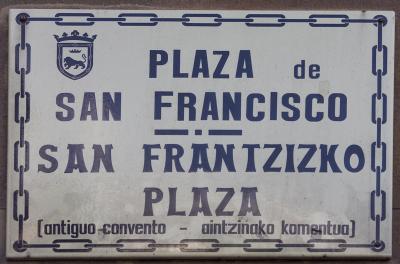 PLAZA de
SAN FRANCISCO
SAN FRANTZIZKO
PLAZA
(antiguo convento - aintzinako komentua)